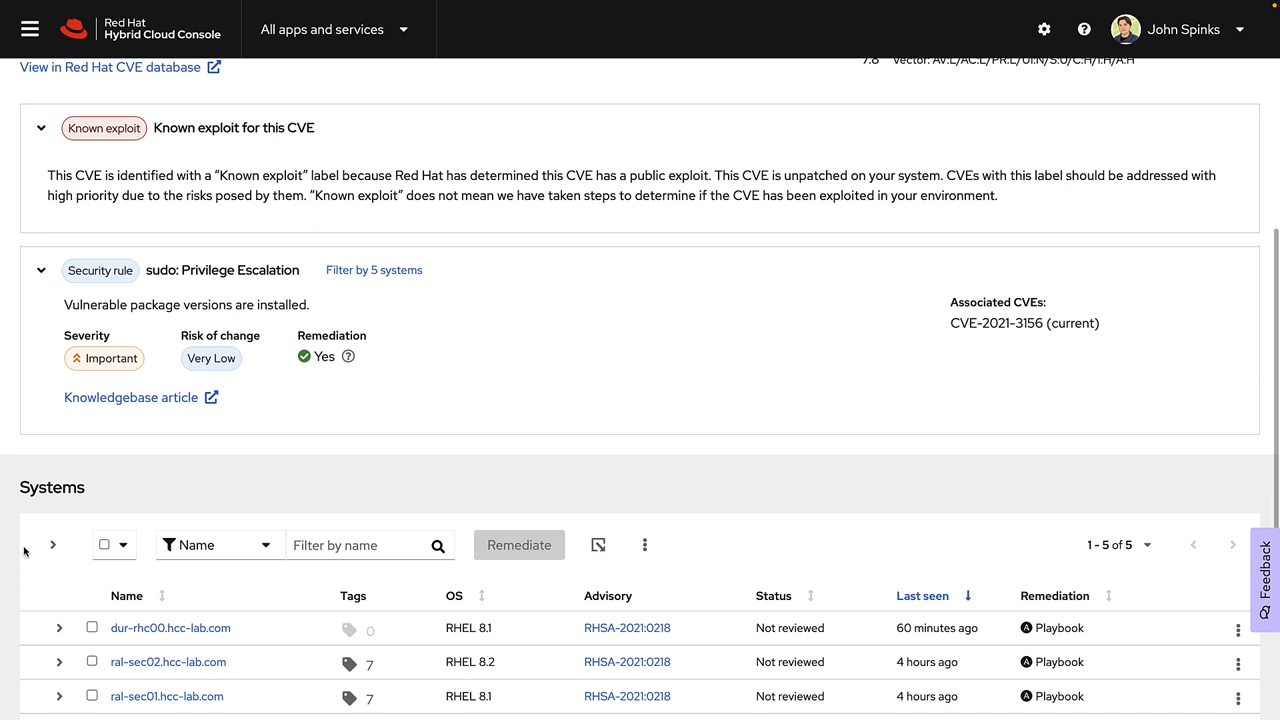 Red Hat
Hybrid Cloud Console
All apps and services
John Spinks
View in Red Hat CVE database
7.8 Vector: AV:L/AC:L/PR:L/UI:N/S:U/C:H/I:H/A:H
Known exploit Known exploit for this CVE
This CVE is identified with a “Known exploit” label because Red Hat has determined this CVE has a public exploit. This CVE is unpatched on your system. CVEs with this label should be addressed with
high priority due to the risks posed by them. “Known exploit” does not mean we have taken steps to determine if the CVE has been exploited in your environment.
Security rule sudo: Privilege Escalation Filter by 5 systems
Vulnerable package versions are installed.
Associated CVEs:
CVE-2021-3156 (current)
Severity Risk of change Remediation
Important Very Low Yes
Knowledgebase article
Systems
Name Filter by name Remediate 1 - 5 of 5
Feedback
Name Tags OS Advisory Status Last seen Remediation
dur-rhc00.hcc-lab.com 0 RHEL 8.1 RHSA-2021:0218 Not reviewed 60 minutes ago Playbook
ral-sec02.hcc-lab.com 7 RHEL 8.2 RHSA-2021:0218 Not reviewed 4 hours ago Playbook
ral-sec01.hcc-lab.com 7 RHEL 8.1 RHSA-2021:0218 Not reviewed 4 hours ago Playbook